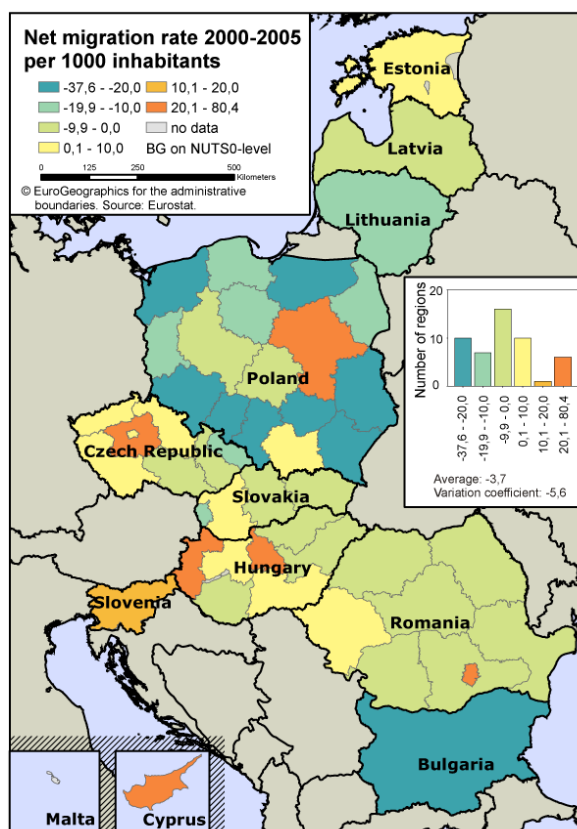 Net migration rate 2000-2005
per 1000 inhabitants
-37,6 - -20,0
10,1 - 20,0
-19,9 - -10,0
20,1 - 80,4
-9,9 - 0,0
no data
0,1 - 10,0
BG on NUTS0-level
0 125 250 500
Kilometers
© EuroGeographics for the administrative
boundaries. Source: Eurostat.
Estonia
Latvia
Lithuania
Poland
Czech Republic
Slovakia
Hungary
Slovenia
Romania
Bulgaria
Malta
Cyprus
Number of regions
20
10
0
-37,6 - -20,0
-19,9 - -10,0
-9,9 - 0,0
0,1 - 10,0
10,1 - 20,0
20,1 - 80,4
Average: -3,7
Variation coefficient: -5,6